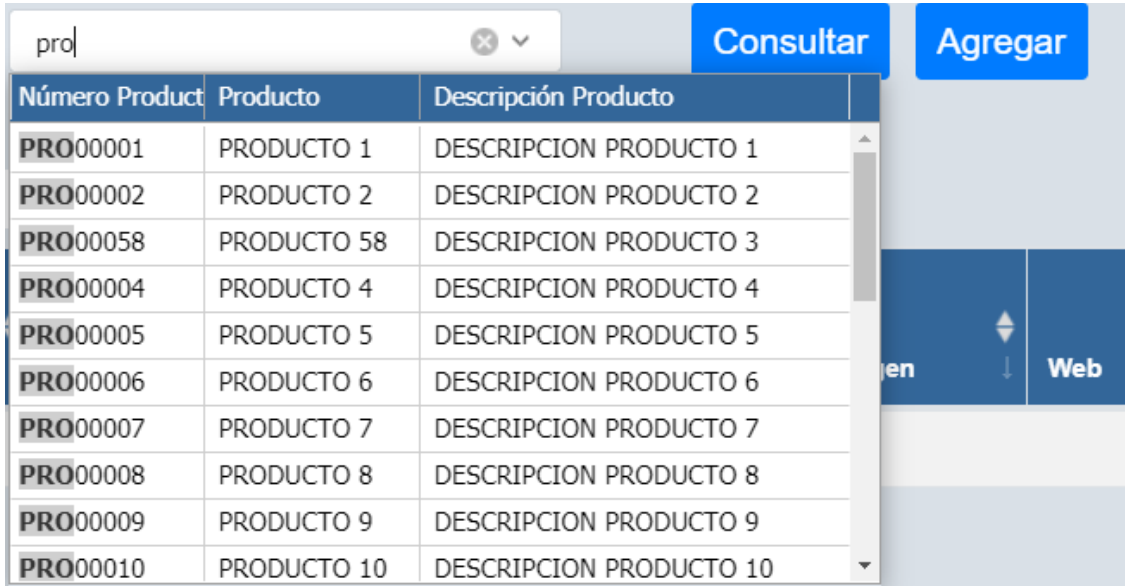 pro
Consultar Agregar
Número Product Producto Descripción Producto
PRO00001 PRODUCTO 1 DESCRIPCION PRODUCTO 1
PRO00002 PRODUCTO 2 DESCRIPCION PRODUCTO 2
PRO00058 PRODUCTO 58 DESCRIPCION PRODUCTO 3
PRO00004 PRODUCTO 4 DESCRIPCION PRODUCTO 4
PRO00005 PRODUCTO 5 DESCRIPCION PRODUCTO 5
PRO00006 PRODUCTO 6 DESCRIPCION PRODUCTO 6
gen Web
PRO00007 PRODUCTO 7 DESCRIPCION PRODUCTO 7
PRO00008 PRODUCTO 8 DESCRIPCION PRODUCTO 8
PRO00009 PRODUCTO 9 DESCRIPCION PRODUCTO 9
PRO00010 PRODUCTO 10 DESCRIPCION PRODUCTO 10